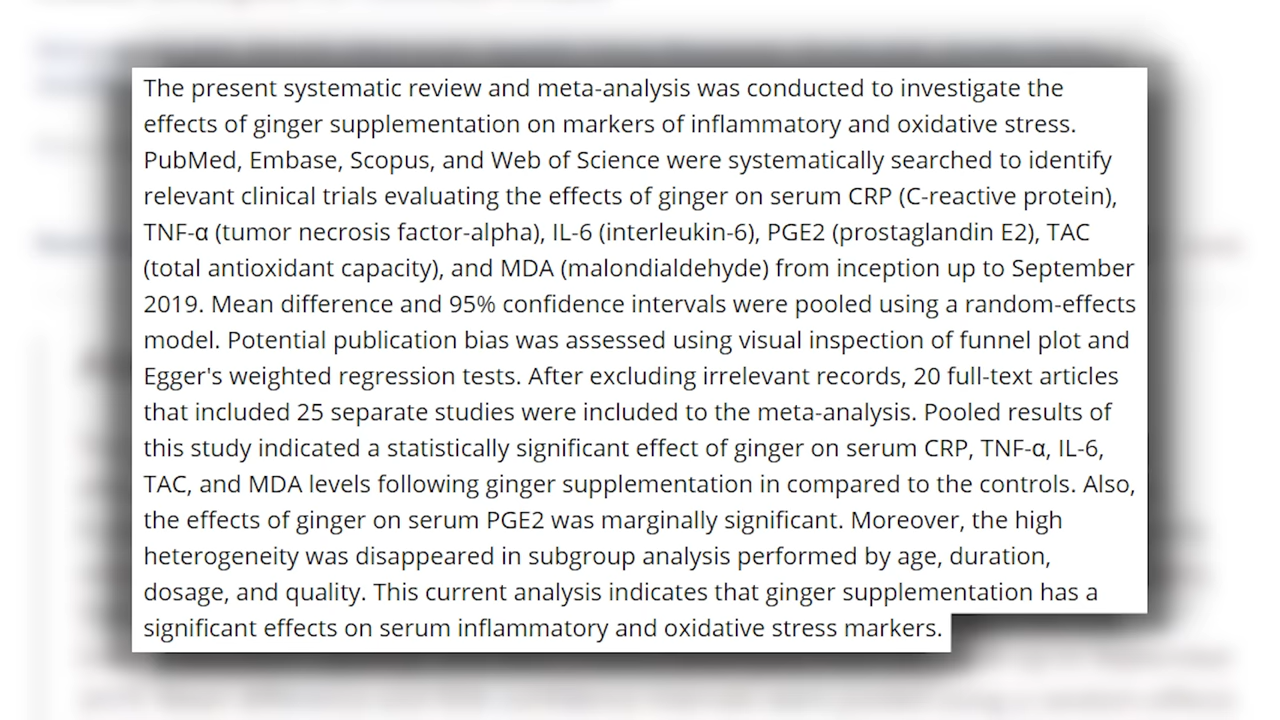 The present systematic review and meta-analysis was conducted to investigate the
effects of ginger supplementation on markers of inflammatory and oxidative stress.
PubMed, Embase, Scopus, and Web of Science were systematically searched to identify
relevant clinical trials evaluating the effects of ginger on serum CRP (C-reactive protein),
TNF-α (tumor necrosis factor-alpha), IL-6 (interleukin-6), PGE2 (prostaglandin E2), TAC
(total antioxidant capacity), and MDA (malondialdehyde) from inception up to September
2019. Mean difference and 95% confidence intervals were pooled using a random-effects
model. Potential publication bias was assessed using visual inspection of funnel plot and
Egger's weighted regression tests. After excluding irrelevant records, 20 full-text articles
that included 25 separate studies were included to the meta-analysis. Pooled results of
this study indicated a statistically significant effect of ginger on serum CRP, TNF-α, IL-6,
TAC, and MDA levels following ginger supplementation in compared to the controls. Also,
the effects of ginger on serum PGE2 was marginally significant. Moreover, the high
heterogeneity was disappeared in subgroup analysis performed by age, duration,
dosage, and quality. This current analysis indicates that ginger supplementation has a
significant effects on serum inflammatory and oxidative stress markers.